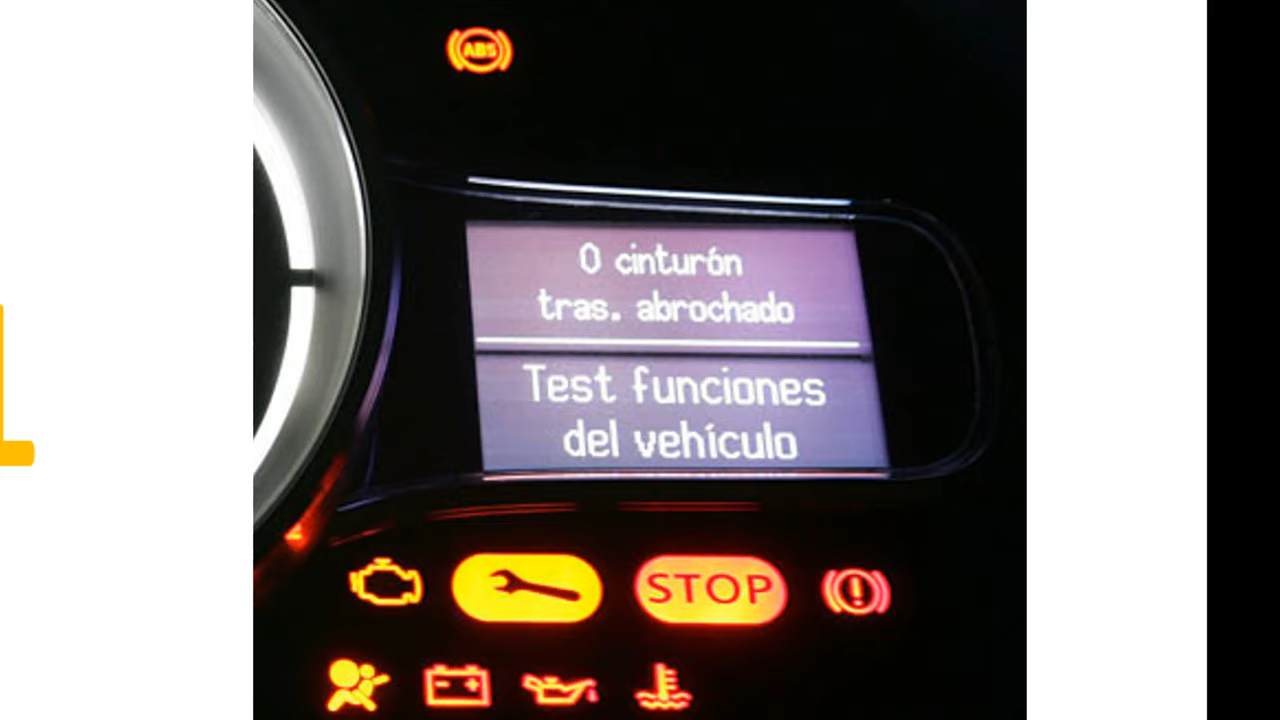 ABS
0 cinturón
tras. abrochado
Test funciones
del vehículo
STOP